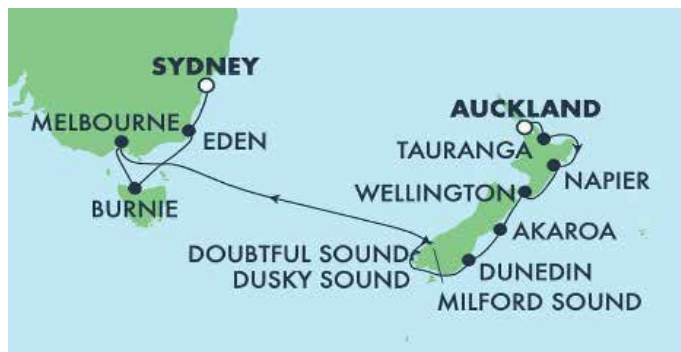 SYDNEY
MELBOURNE
EDEN
BURNIE
AUCKLAND
TAURANGA
NAPIER
WELLINGTON
AKAROA
DOUBTFUL SOUND
DUSKY SOUND
DUNEDIN
MILFORD SOUND